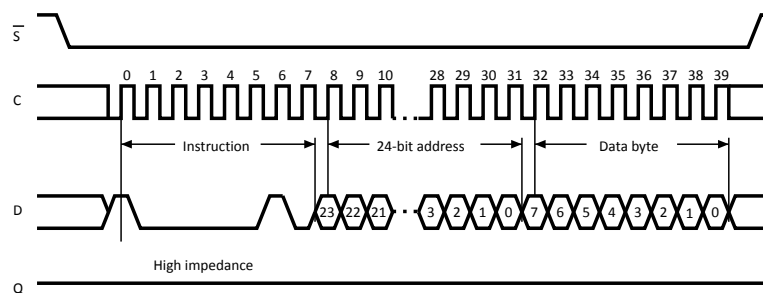 S
0 1 2 3 4 5 6 7 8 9 10 28 29 30 31 32 33 34 35 36 37 38 39
C
Instruction 24-bit address Data byte
D 23 22 21 3 2 1 0 7 6 5 4 3 2 1 0
High impedance
Q